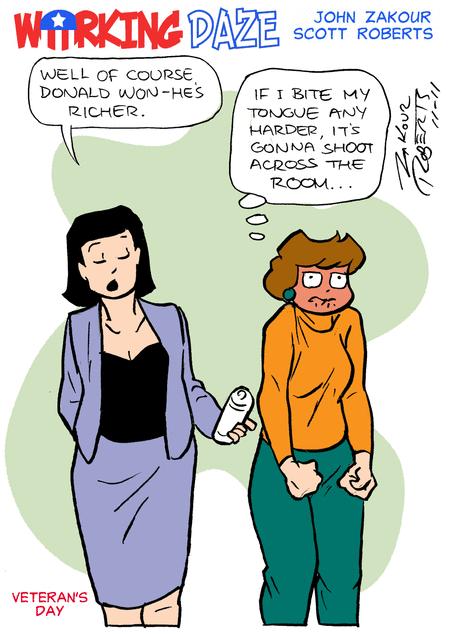 WORKING DAZE
JOHN ZAKOUR
SCOTT ROBERTS
WELL OF COURSE
DONALD WON-HE'S
RICHER.
IF I BITE MY
TONGUE ANY
HARDER, IT'S
GONNA SHOOT
ACROSS THE
ROOM...
ZAKOUR
ROBERTS
11-11
VETERAN'S
DAY